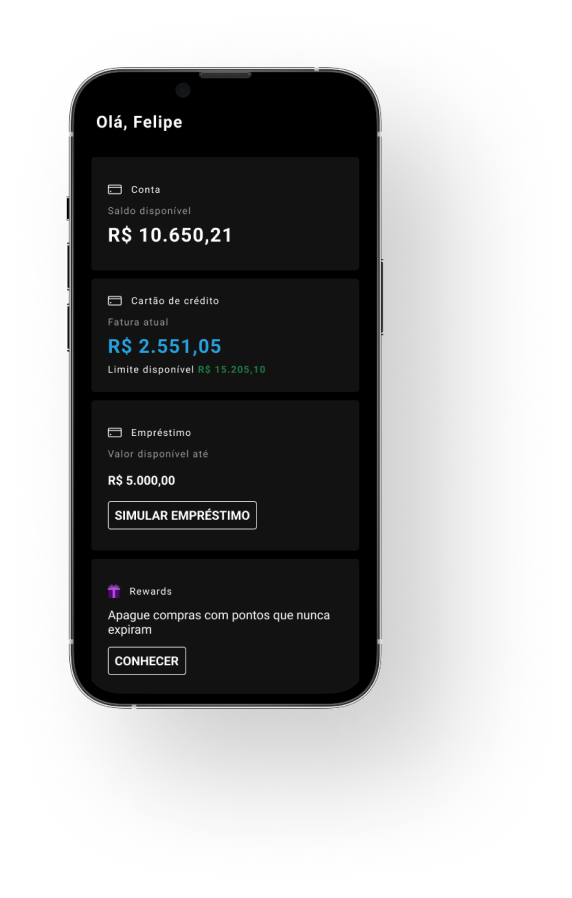 Olá, Felipe
Conta
Saldo disponível
R$ 10.650,21
Cartão de crédito
Fatura atual
R$ 2.551,05
Limite disponível R$ 15.205,10
Empréstimo
Valor disponível até
R$ 5.000,00
SIMULAR EMPRÉSTIMO
Rewards
Apague compras com pontos que nunca
expiram
CONHECER